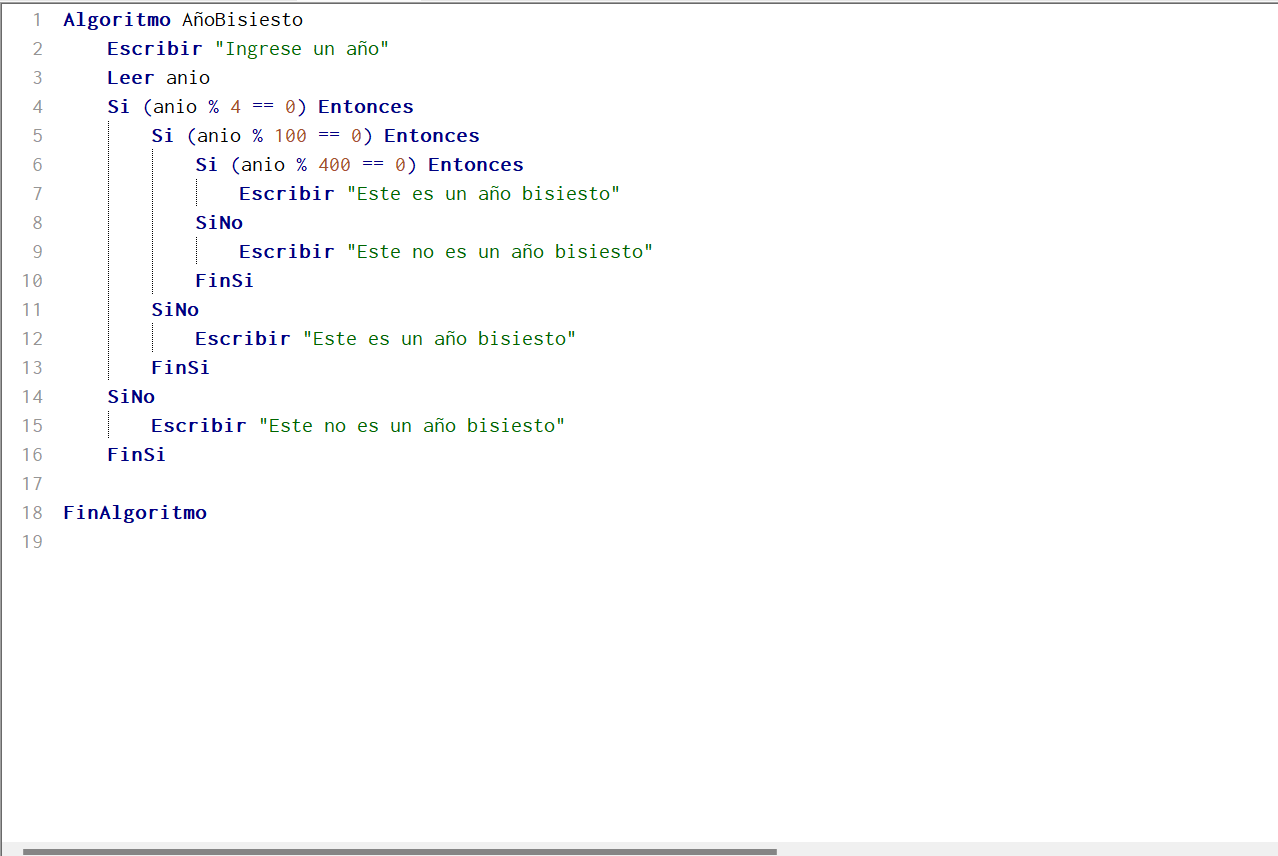 1 Algoritmo AñoBisiesto
2 Escribir "Ingrese un año"
3 Leer anio
4 Si (anio % 4 == 0) Entonces
5 Si (anio % 100 == 0) Entonces
6 Si (anio % 400 == 0) Entonces
7 Escribir "Este es un año bisiesto"
8 SiNo
9 Escribir "Este no es un año bisiesto"
10 FinSi
11 SiNo
12 Escribir "Este es un año bisiesto"
13 FinSi
14 SiNo
15 Escribir "Este no es un año bisiesto"
16 FinSi
17
18 FinAlgoritmo
19